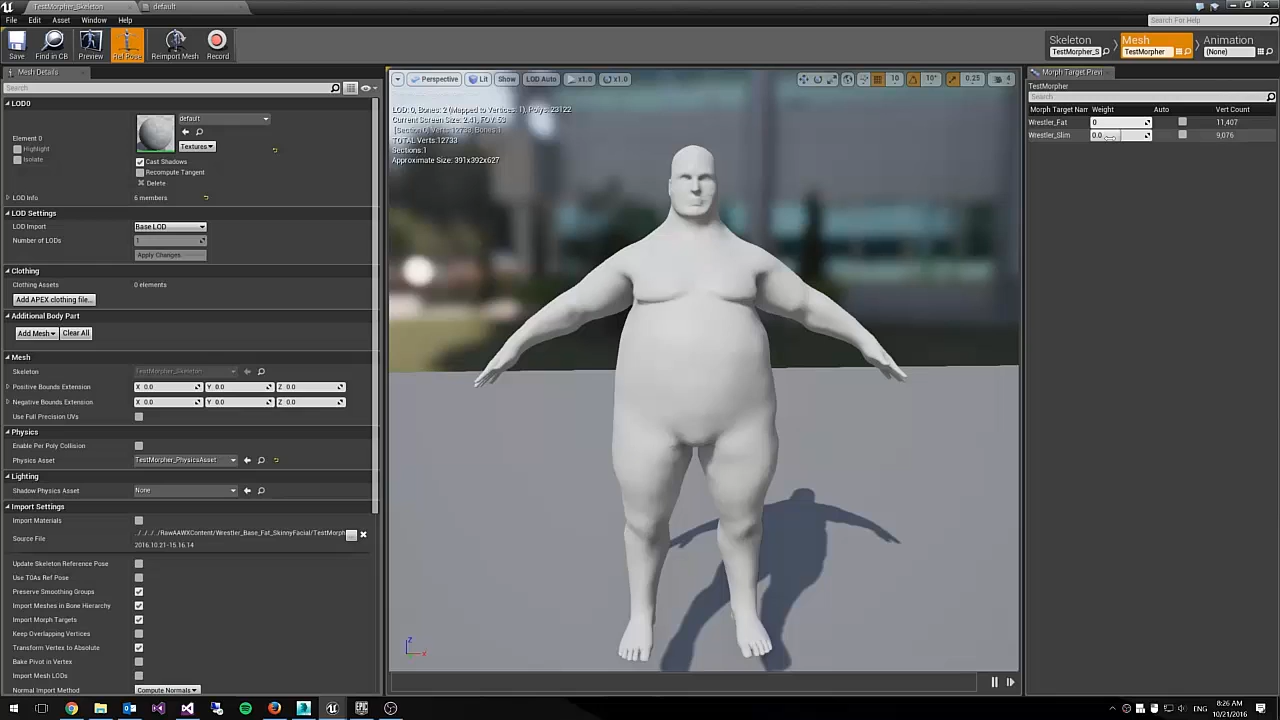 TestMorpher_Skeleton
default
File Edit Asset Window Help
Search For Help
Save
Find in CB
Preview
Ref Pose
Reimport Mesh
Record
Skeleton
TestMorpher_S
Mesh
TestMorpher
Animation
(None)
Mesh Details
Search
LOD0
Element 0
Highlight
Isolate
default
Textures
Cast Shadows
Recompute Tangent
Delete
LOD Info
6 members
LOD Settings
LOD Import
Base LOD
Number of LODs
1
Apply Changes
Clothing
Clothing Assets
0 elements
Add APEX clothing file...
Additional Body Part
Add Mesh
Clear All
Mesh
Skeleton
TestMorpher_Skeleton
Positive Bounds Extension
X 0.0
Y 0.0
Z 0.0
Negative Bounds Extension
X 0.0
Y 0.0
Z 0.0
Use Full Precision UVs
Physics
Enable Per Poly Collision
Physics Asset
TestMorpher_PhysicsAsset
Lighting
Shadow Physics Asset
None
Import Settings
Import Materials
Source File
../../../../RawAAWXContent/Wrestler_Base_Fat_SkinnyFacial/TestMorph
2016.10.21-15.16.14
Update Skeleton Reference Pose
Use T0As Ref Pose
Preserve Smoothing Groups
Import Meshes in Bone Hierarchy
Import Morph Targets
Keep Overlapping Vertices
Transform Vertex to Absolute
Bake Pivot in Vertex
Import Mesh LODs
Normal Import Method
Compute Normals
Perspective
Lit
Show
LOD Auto
x1.0
x1.0
10
10°
0.25
4
LOD: 0, Bones: 2 (Mapped to Vertices: 1), Polys: 23122
Current Screen Size: 2.41, FOV: 53
[Section 0] Verts:12733, Bones:1
TOTAL Verts:12733
Sections:1
Approximate Size: 391x392x627
Z
X
Morph Target Previ
TestMorpher
Search
Morph Target Nam Weight Auto Vert Count
Wrestler_Fat 0 11,407
Wrestler_Slim 0.0 9,076
8:26 AM
10/21/2016